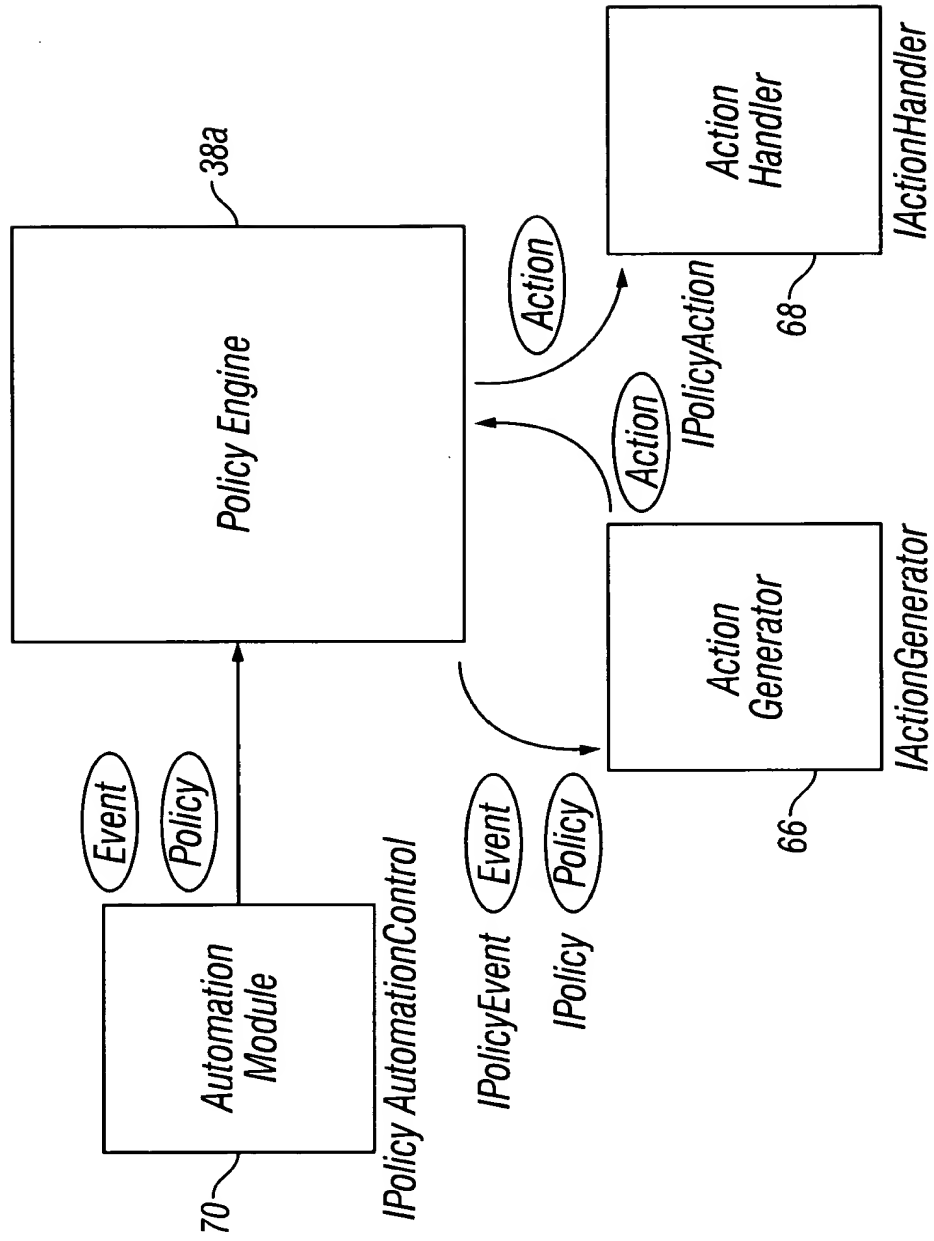 38a
Policy Engine
Event
Policy
Automation
Module
70
IPolicy AutomationControl
Action
IPolicyEvent Event
IPolicy Policy
Action
IPolicyAction
Action
Generator
66
IActionGenerator
Action
Handler
68
IActionHandler